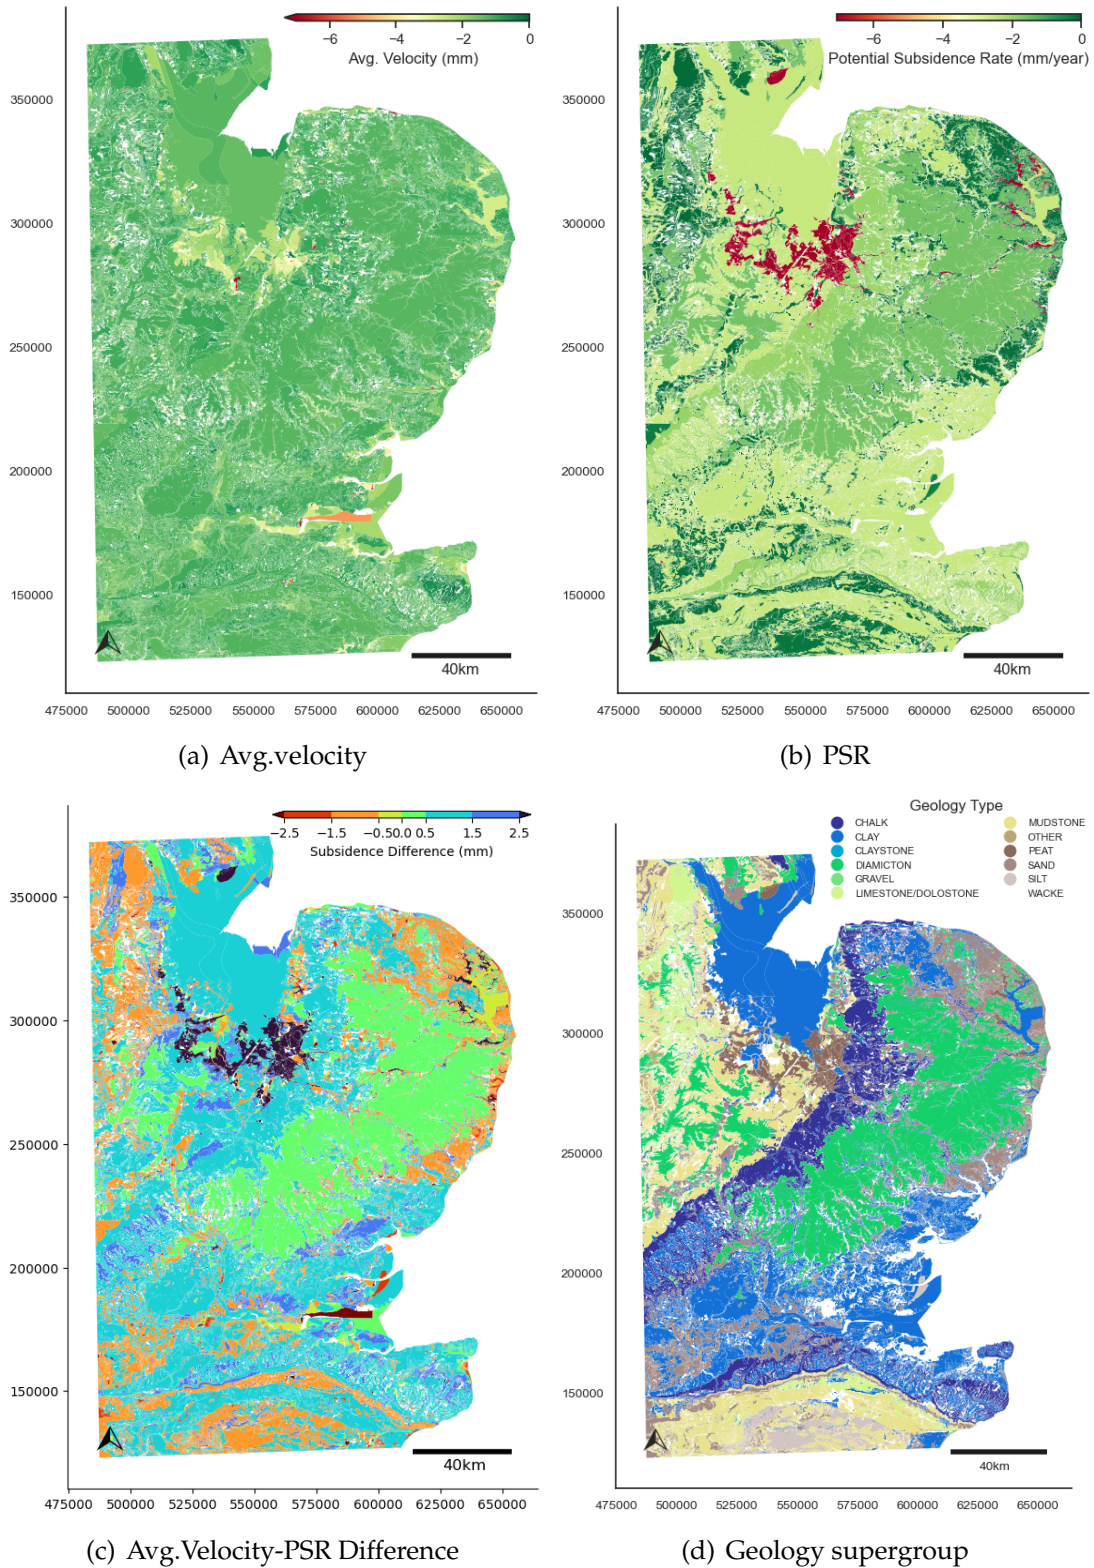 −6 −4 −2 0
Avg. Velocity (mm)
350000
300000
250000
200000
150000
40km
475000 500000 525000 550000 575000 600000 625000 650000
(a) Avg.velocity
−6 −4 −2 0
Potential Subsidence Rate (mm/year)
350000
300000
250000
200000
150000
40km
475000 500000 525000 550000 575000 600000 625000 650000
(b) PSR
−2.5 −1.5 −0.50.0 0.5 1.5 2.5
Subsidence Difference (mm)
350000
300000
250000
200000
150000
40km
475000 500000 525000 550000 575000 600000 625000 650000
(c) Avg.Velocity-PSR Difference
Geology Type
CHALK
CLAY
CLAYSTONE
DIAMICTON
GRAVEL
LIMESTONE/DOLOSTONE
MUDSTONE
OTHER
PEAT
SAND
SILT
WACKE
350000
300000
250000
200000
150000
40km
475000 500000 525000 550000 575000 600000 625000 650000
(d) Geology supergroup